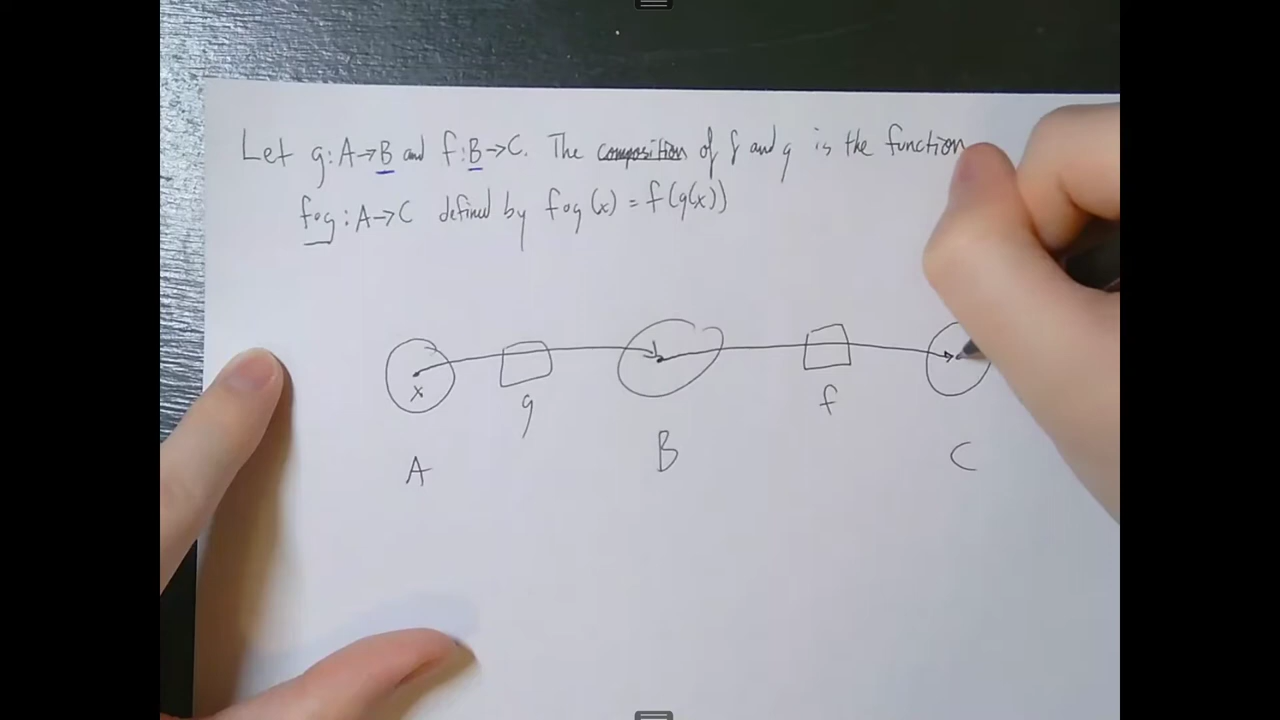 Let g: A→B and f: B→C. The composition of f and g is the function
f∘g : A→C defined by f∘g (x) = f(g(x))
x
g
f
A
B
C